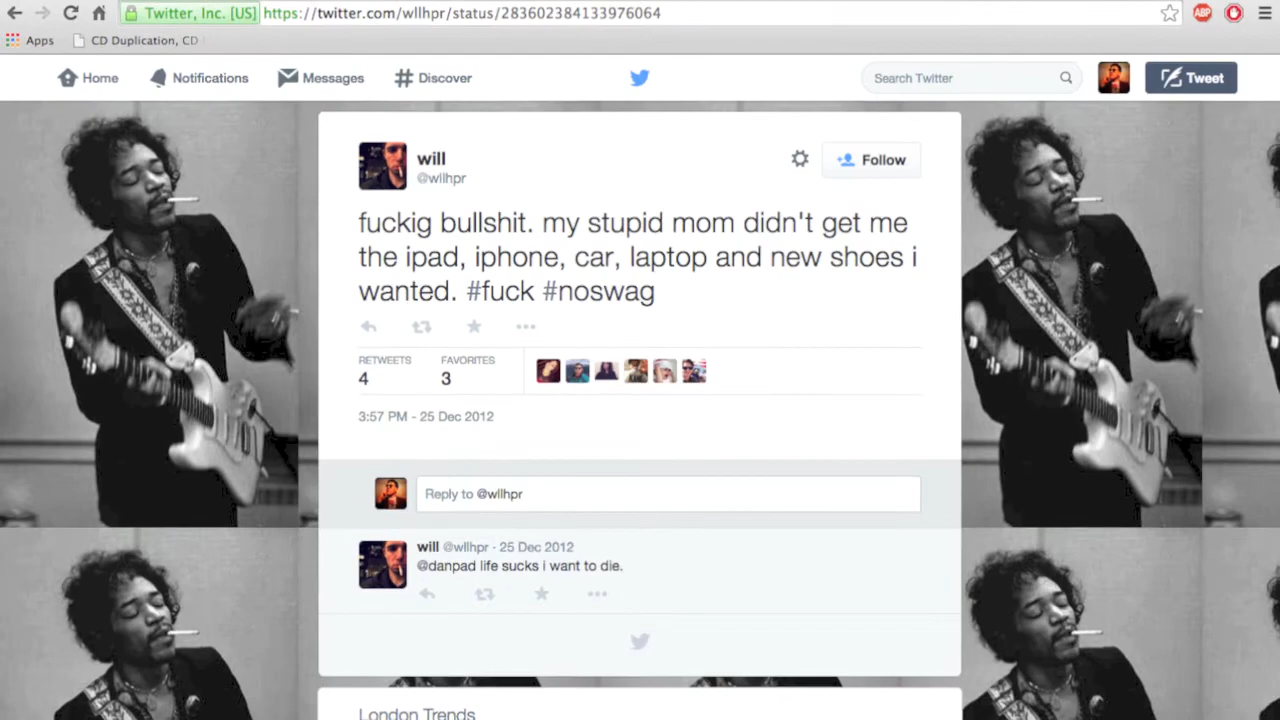 Twitter, Inc. [US] https://twitter.com/wllhpr/status/283602384133976064
ABP
Apps CD Duplication, CD
Home Notifications Messages # Discover Search Twitter Tweet
will
@wllhpr
Follow
fuckig bullshit. my stupid mom didn't get me
the ipad, iphone, car, laptop and new shoes i
wanted. #fuck #noswag
RETWEETS FAVORITES
4 3
3:57 PM - 25 Dec 2012
Reply to @wllhpr
will @wllhpr · 25 Dec 2012
@danpad life sucks i want to die.
London Trends